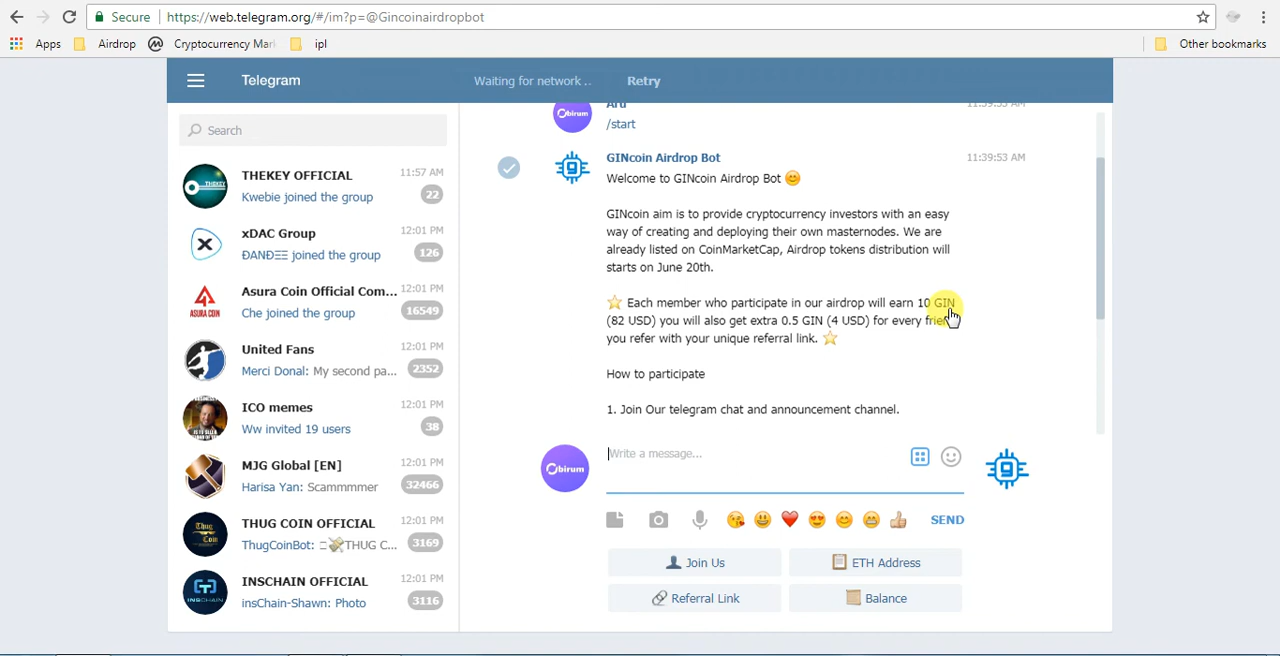 Secure | https://web.telegram.org/#/im?p=@Gincoinairdropbot
Apps Airdrop Cryptocurrency Mar ipl Other bookmarks
Telegram Waiting for network .. Retry
Search
THEKEY OFFICIAL 11:57 AM
Kwebie joined the group 22
xDAC Group 12:01 PM
ĐANĐΞΞ joined the group 126
ASURA COIN
Asura Coin Official Com... 12:01 PM
Che joined the group 16549
United Fans 12:01 PM
Merci Donal: My second pa... 2352
ICO memes 12:01 PM
Ww invited 19 users 38
MJG Global [EN] 12:01 PM
Harisa Yan: Scammmmer 32466
THUG COIN OFFICIAL 12:01 PM
ThugCoinBot: □💸THUG C... 3169
INSCHAIN OFFICIAL 12:01 PM
insChain-Shawn: Photo 3116
11:39:53 AM
Obirum
/start
GINcoin Airdrop Bot 11:39:53 AM
Welcome to GINcoin Airdrop Bot 😊
GINcoin aim is to provide cryptocurrency investors with an easy
way of creating and deploying their own masternodes. We are
already listed on CoinMarketCap, Airdrop tokens distribution will
starts on June 20th.
⭐ Each member who participate in our airdrop will earn 10 GIN
(82 USD) you will also get extra 0.5 GIN (4 USD) for every
you refer with your unique referral link. ⭐
How to participate
1. Join Our telegram chat and announcement channel.
Obirum
Write a message...
SEND
Join Us ETH Address
Referral Link Balance